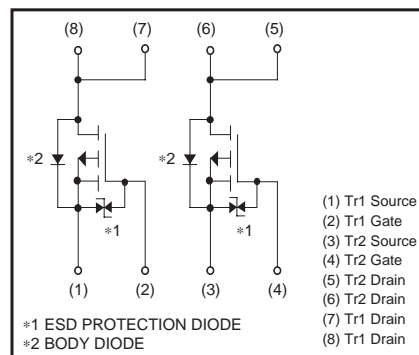 (8) (7) (6) (5)
∗2 ∗2
∗1 ∗1
(1) (2) (3) (4)
∗1 ESD PROTECTION DIODE
∗2 BODY DIODE
(1) Tr1 Source
(2) Tr1 Gate
(3) Tr2 Source
(4) Tr2 Gate
(5) Tr2 Drain
(6) Tr2 Drain
(7) Tr1 Drain
(8) Tr1 Drain